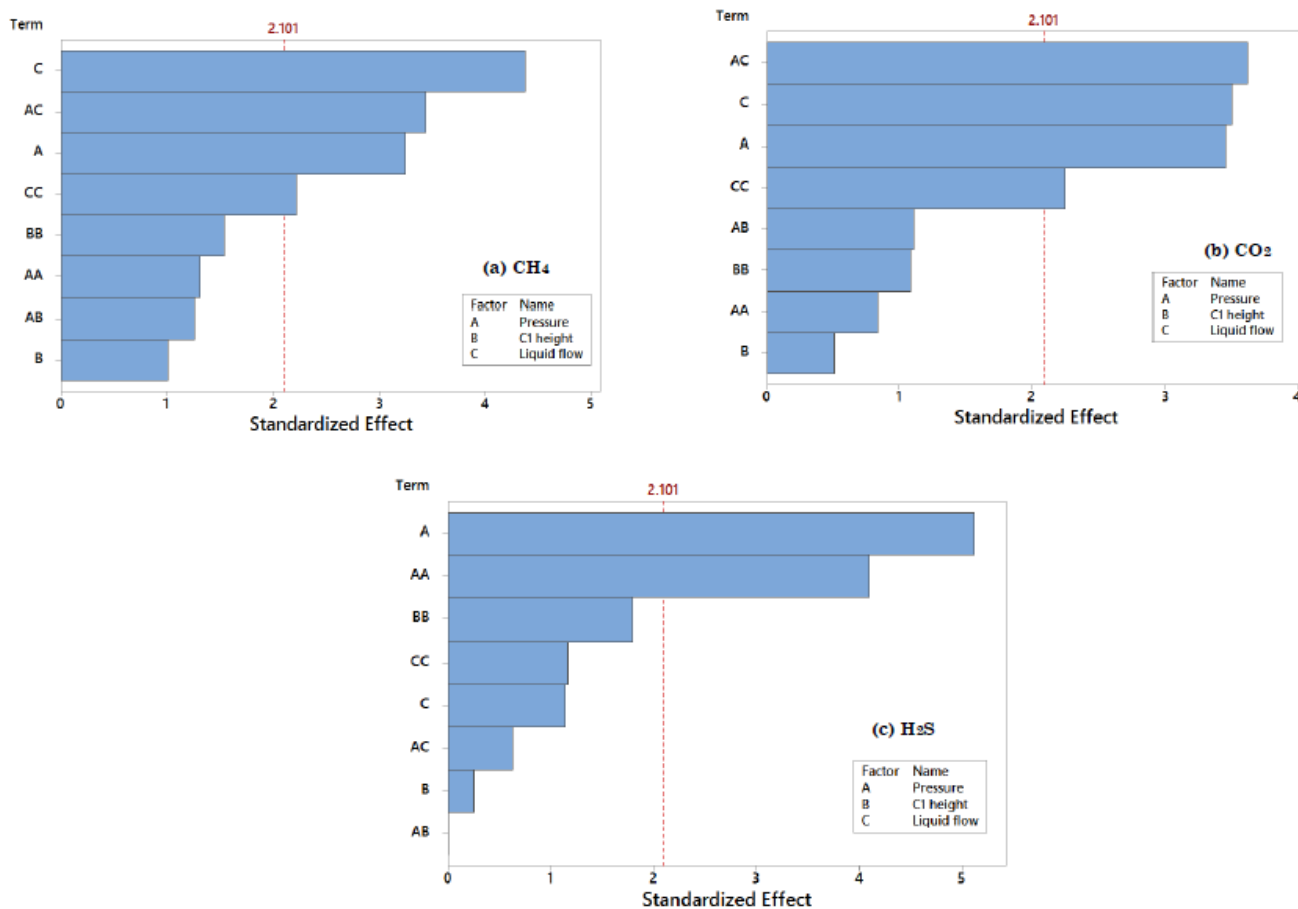 Term
2.101
C
AC
A
CC
BB
AA
AB
B
(a) CH4
Factor Name
A Pressure
B C1 height
C Liquid flow
0 1 2 3 4 5
Standardized Effect
Term
2.101
AC
C
A
CC
AB
BB
AA
B
(b) CO2
Factor Name
A Pressure
B C1 height
C Liquid flow
0 1 2 3 4
Standardized Effect
Term
2.101
A
AA
BB
CC
C
AC
B
AB
(c) H2S
Factor Name
A Pressure
B C1 height
C Liquid flow
0 1 2 3 4 5
Standardized Effect